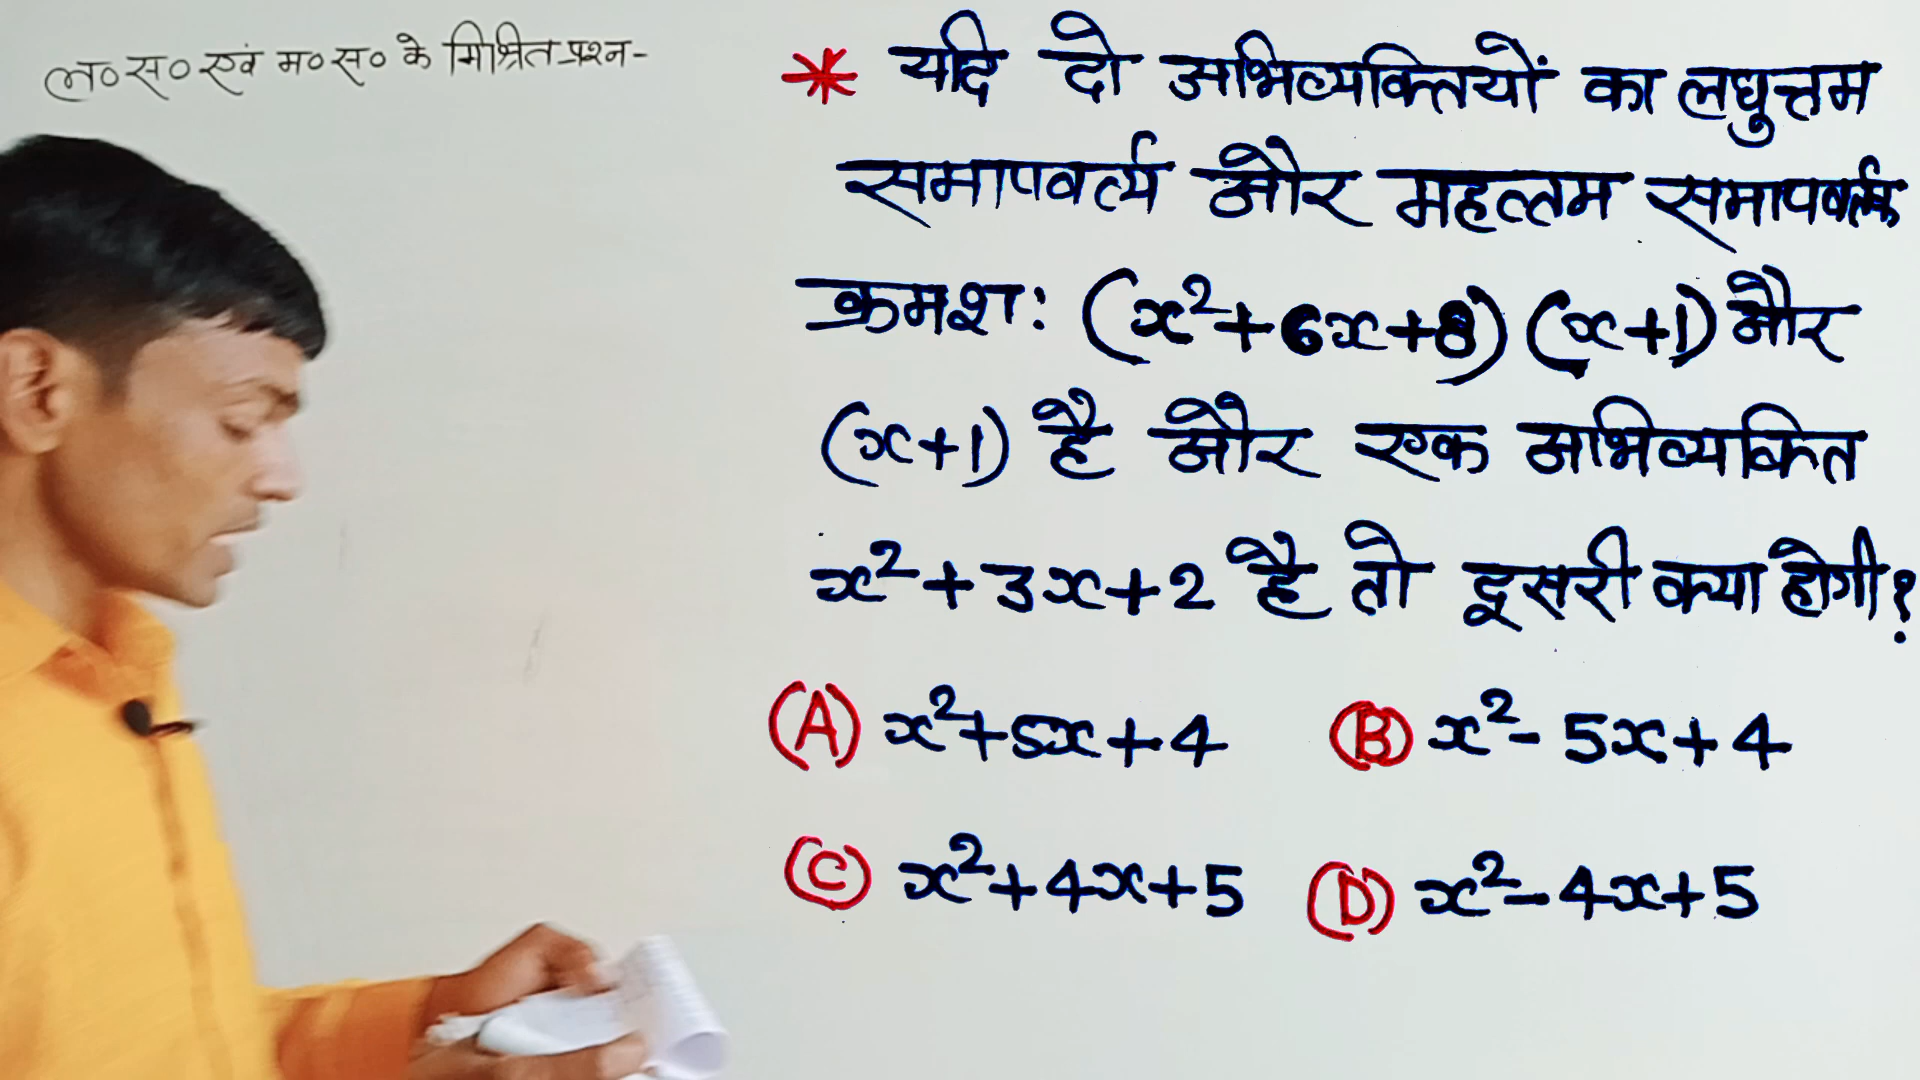 ल०स० एवं म०स० के मिश्रित प्रश्न-
* यदि दो अभिव्यक्तियों का लघुत्तम
समापवर्त्य और महत्तम समापवर्तक
क्रमशः (x²+6x+8)(x+1) और
(x+1) है और एक अभिव्यक्ति
x²+3x+2 है तो दूसरी क्या होगी?
(A) x²+5x+4 (B) x²-5x+4
(C) x²+4x+5 (D) x²-4x+5